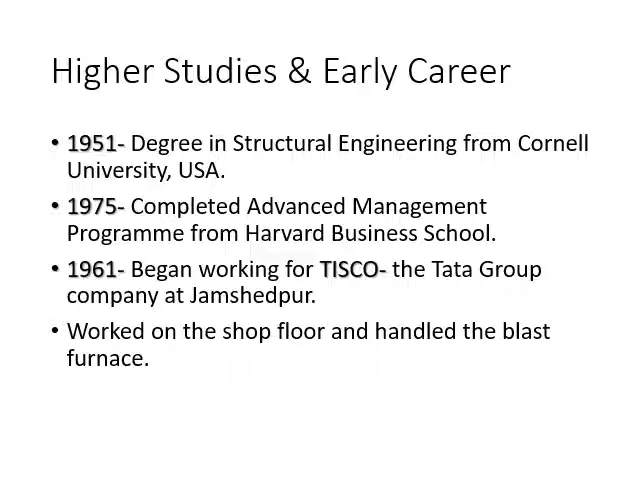 Higher Studies & Early Career
• 1951- Degree in Structural Engineering from Cornell
University, USA.
• 1975- Completed Advanced Management
Programme from Harvard Business School.
• 1961- Began working for TISCO- the Tata Group
company at Jamshedpur.
• Worked on the shop floor and handled the blast
furnace.